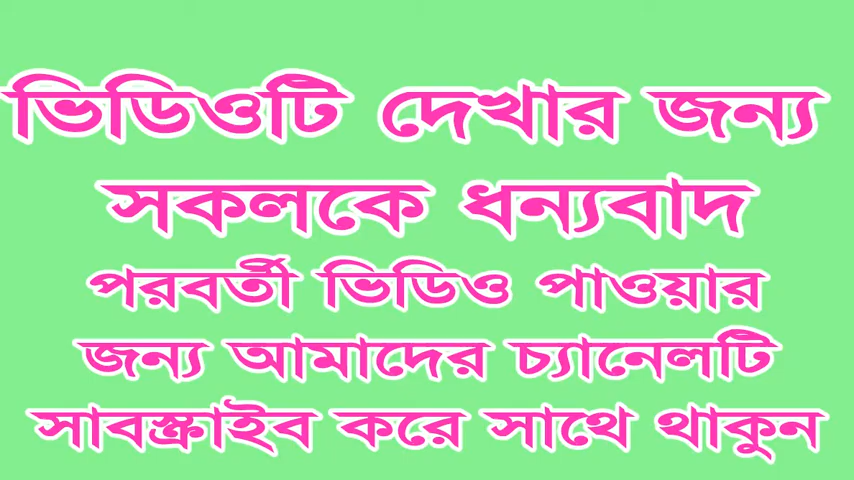 ভিডিওটি দেখার জন্য
সকলকে ধন্যবাদ
পরবর্তী ভিডিও পাওয়ার
জন্য আমাদের চ্যানেলটি
সাবস্ক্রাইব করে সাথে থাকুন